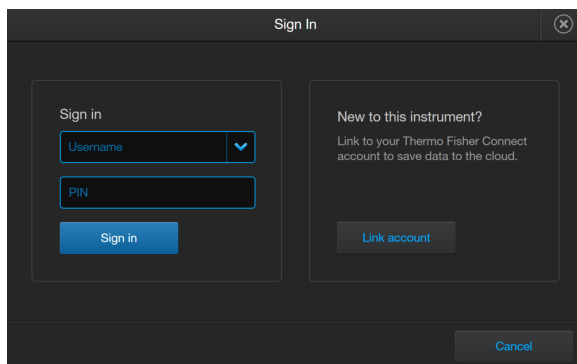 Sign In
Sign in
Username
PIN
Sign in
New to this instrument?
Link to your Thermo Fisher Connect
account to save data to the cloud.
Link account
Cancel